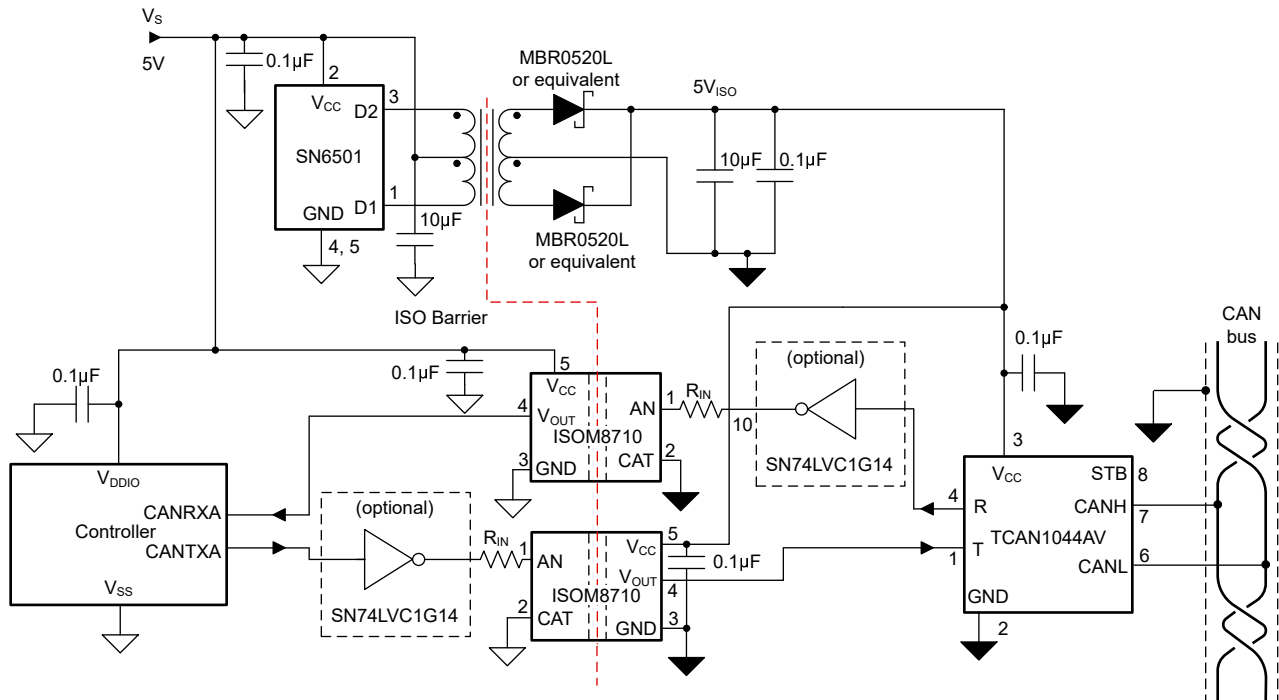 VS
5V
0.1µF
2
VCC
D2
3
SN6501
D1
1
GND
4, 5
10µF
MBR0520L
or equivalent
MBR0520L
or equivalent
5VISO
10µF
0.1µF
ISO Barrier
0.1µF
0.1µF
5
VCC
4
VOUT
ISOM8710
3
GND
AN
1
CAT
2
RIN
10
(optional)
SN74LVC1G14
0.1µF
CAN
bus
3
VCC
STB
8
4
R
CANH
7
TCAN1044AV
T
1
CANL
6
GND
2
VDDIO
CANRXA
Controller
CANTXA
VSS
(optional)
SN74LVC1G14
RIN
1
AN
ISOM8710
2
CAT
VCC
5
0.1µF
VOUT
4
GND
3